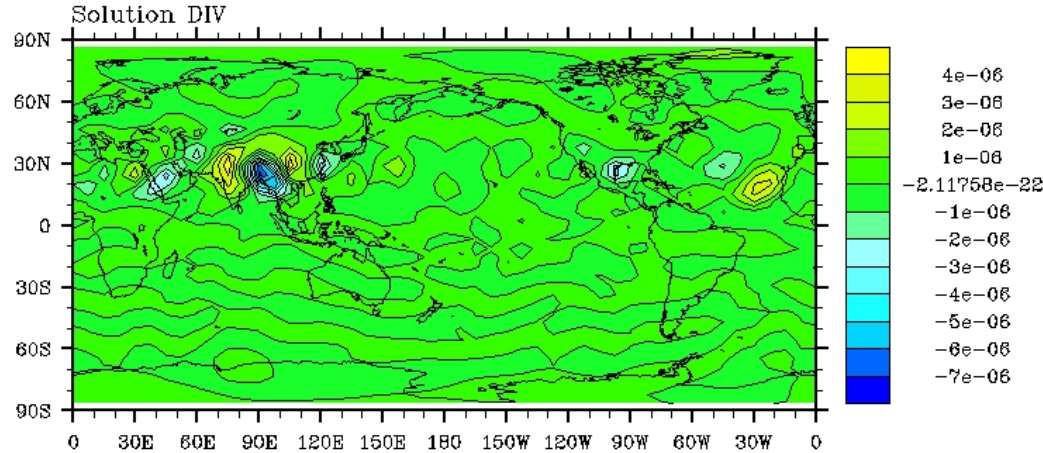 Solution DIV
90N
60N
30N
0
30S
60S
90S
0 30E 60E 90E 120E 150E 180 150W 120W 90W 60W 30W 0
4e-06
3e-06
2e-06
1e-06
-2.11758e-22
-1e-06
-2e-06
-3e-06
-4e-06
-5e-06
-6e-06
-7e-06